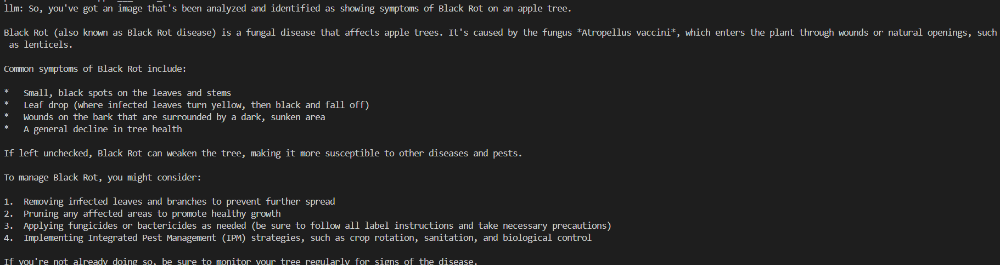 llm: So, you've got an image that's been analyzed and identified as showing symptoms of Black Rot on an apple tree.
Black Rot (also known as Black Rot disease) is a fungal disease that affects apple trees. It's caused by the fungus *Atropellus vaccini*, which enters the plant through wounds or natural openings, such
as lenticels.
Common symptoms of Black Rot include:
*   Small, black spots on the leaves and stems
*   Leaf drop (where infected leaves turn yellow, then black and fall off)
*   Wounds on the bark that are surrounded by a dark, sunken area
*   A general decline in tree health
If left unchecked, Black Rot can weaken the tree, making it more susceptible to other diseases and pests.
To manage Black Rot, you might consider:
1.  Removing infected leaves and branches to prevent further spread
2.  Pruning any affected areas to promote healthy growth
3.  Applying fungicides or bactericides as needed (be sure to follow all label instructions and take necessary precautions)
4.  Implementing Integrated Pest Management (IPM) strategies, such as crop rotation, sanitation, and biological control
If you're not already doing so, be sure to monitor your tree regularly for signs of the disease.